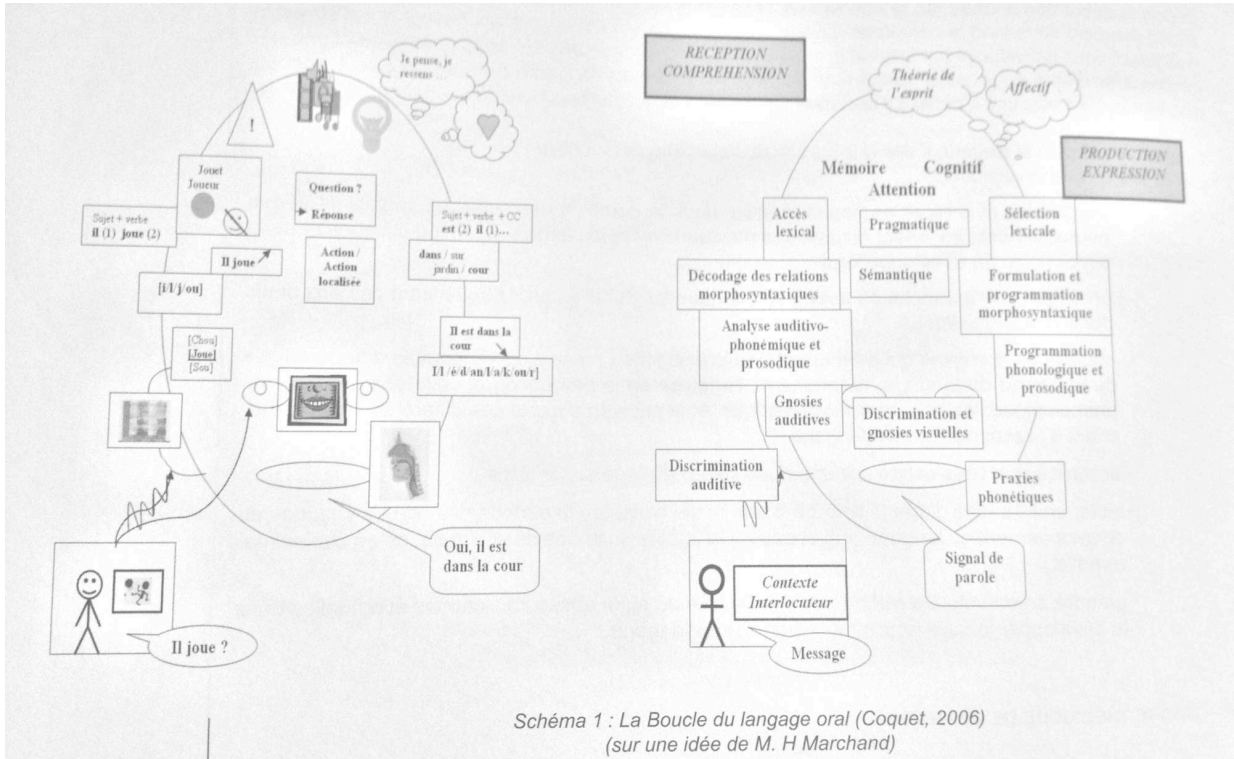 Je pense, je
ressens
!
Jouet
Joueur
Question ?
Réponse
Sujet + verbe
il (1) joue (2)
Sujet + verbe + CC
est (2) il (1)...
Il joue
Action /
Action
localisée
dans / sur
jardin / cour
[i/l/j/ou]
[Chou]
[Joue]
[Sou]
Il est dans la
cour
I/l /é/d/an/l/a/k/ou/r]
Oui, il est
dans la cour
Il joue ?
RECEPTION
COMPREHENSION
Théorie de
l'esprit
Affectif
PRODUCTION
EXPRESSION
Mémoire Cognitif
Attention
Accès
lexical
Pragmatique
Sélection
lexicale
Décodage des relations
morphosyntaxiques
Sémantique
Formulation et
programmation
morphosyntaxique
Analyse auditivo-
phonémique et
prosodique
Programmation
phonologique et
prosodique
Gnosies
auditives
Discrimination et
gnosies visuelles
Discrimination
auditive
Praxies
phonétiques
Signal de
parole
Contexte
Interlocuteur
Message
Schéma 1 : La Boucle du langage oral (Coquet, 2006)
(sur une idée de M. H Marchand)